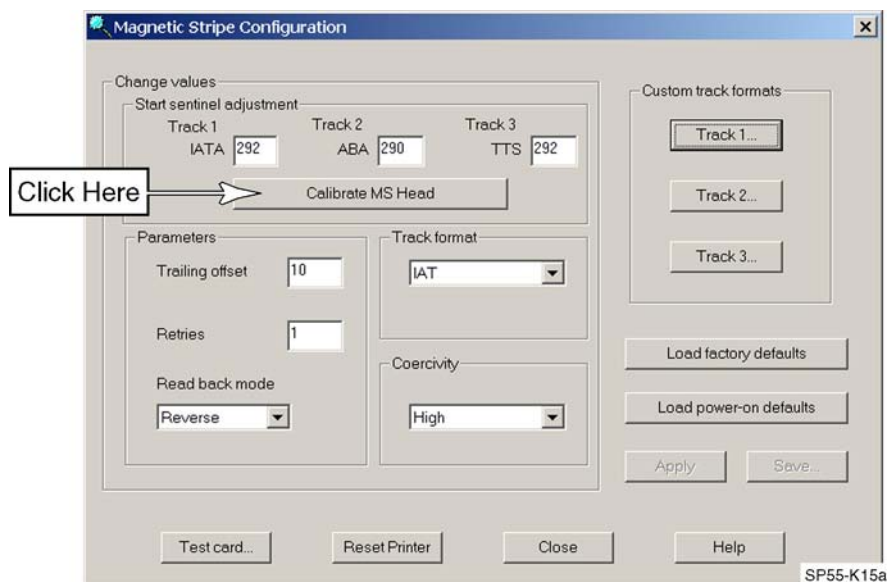 Magnetic Stripe Configuration
Change values
Start sentinel adjustment
Track 1
IATA 292
Track 2
ABA 290
Track 3
TTS 292
Click Here
Calibrate MS Head
Parameters
Trailing offset 10
Retries 1
Read back mode
Reverse
Track format
IAT
Coercivity
High
Custom track formats
Track 1...
Track 2...
Track 3...
Load factory defaults
Load power-on defaults
Apply
Save...
Test card...
Reset Printer
Close
Help
SP55-K15a